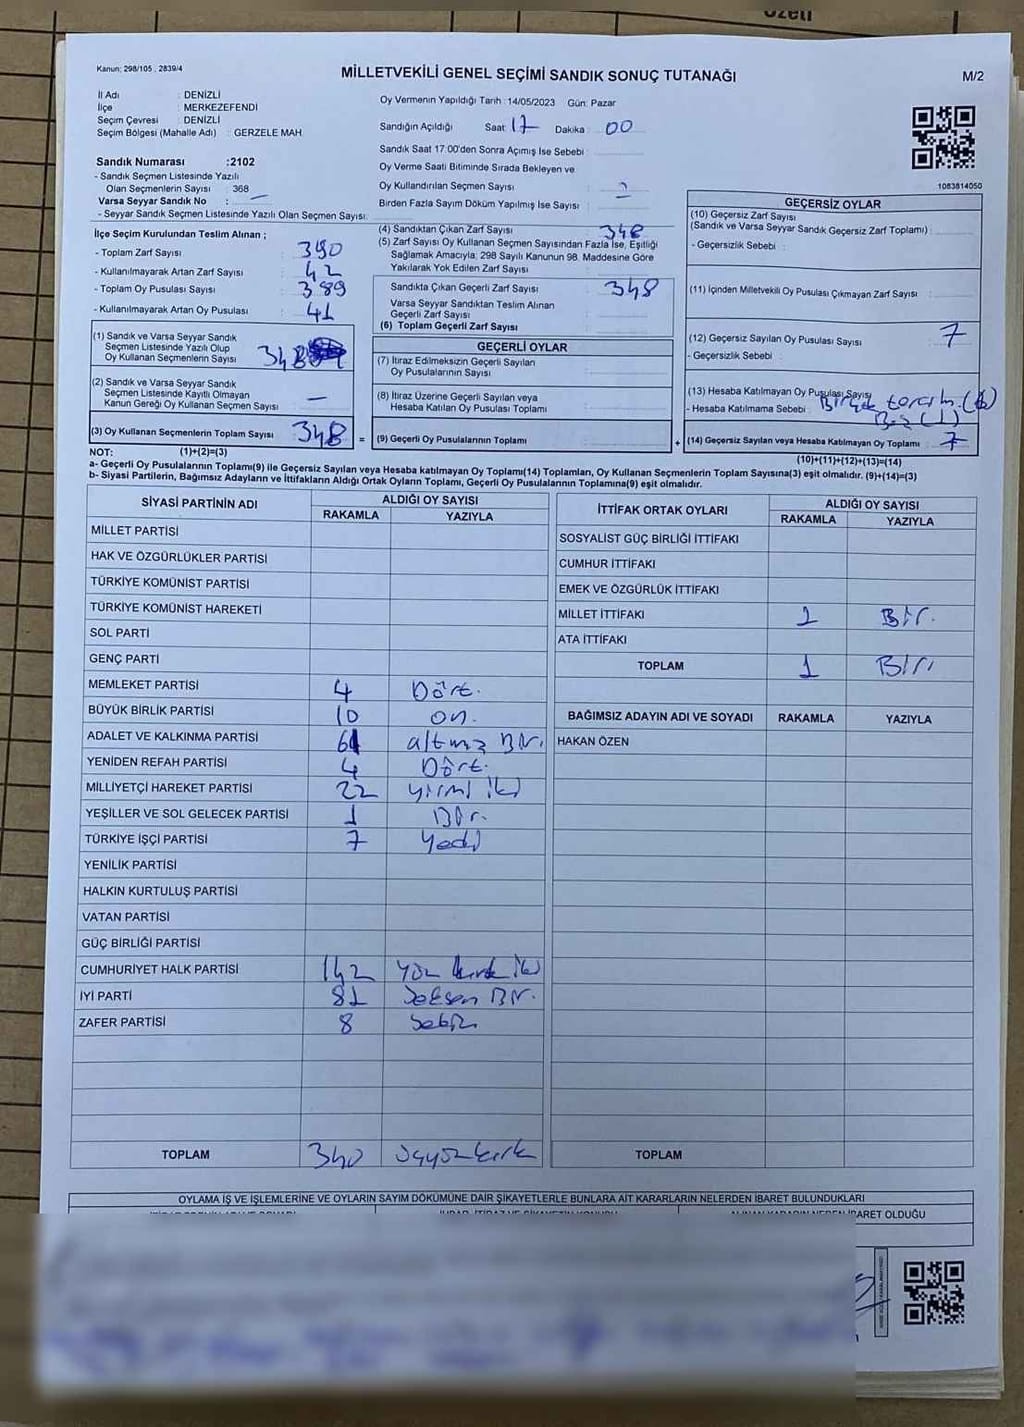 özeti
Kanun: 298/105 , 2839/4
MİLLETVEKİLİ GENEL SEÇİMİ SANDIK SONUÇ TUTANAĞI
M/2
İl Adı : DENİZLİ
İlçe : MERKEZEFENDİ
Seçim Çevresi : DENİZLİ
Seçim Bölgesi (Mahalle Adı) : GERZELE MAH.
Sandık Numarası :2102
- Sandık Seçmen Listesinde Yazılı
Olan Seçmenlerin Sayısı : 368
Varsa Seyyar Sandık No : —
- Seyyar Sandık Seçmen Listesinde Yazılı Olan Seçmen Sayısı:
Oy Vermenin Yapıldığı Tarih :14/05/2023 Gün: Pazar
Sandığın Açıldığı Saat 17 Dakika 00
Sandık Saat 17:00'den Sonra Açımış İse Sebebi :
Oy Verme Saati Bitiminde Sırada Bekleyen ve
Oy Kullandırılan Seçmen Sayısı :
Birden Fazla Sayım Döküm Yapılmış İse Sayısı : —
1083814050
İlçe Seçim Kurulundan Teslim Alınan ;
- Toplam Zarf Sayısı : 390
- Kullanılmayarak Artan Zarf Sayısı : 42
- Toplam Oy Pusulası Sayısı : 389
- Kullanılmayarak Artan Oy Pusulası : 41
(1) Sandık ve Varsa Seyyar Sandık
Seçmen Listesinde Yazılı Olup
Oy Kullanan Seçmenlerin Sayısı : 348
(2) Sandık ve Varsa Seyyar Sandık
Seçmen Listesinde Kayıtlı Olmayan
Kanun Gereği Oy Kullanan Seçmen Sayısı : —
(3) Oy Kullanan Seçmenlerin Toplam Sayısı : 348 =
(1)+(2)=(3)
(4) Sandıktan Çıkan Zarf Sayısı : 348
(5) Zarf Sayısı Oy Kullanan Seçmen Sayısından Fazla İse, Eşitliği
Sağlamak Amacıyla; 298 Sayılı Kanunun 98. Maddesine Göre
Yakılarak Yok Edilen Zarf Sayısı :
Sandıkta Çıkan Geçerli Zarf Sayısı : 348
Varsa Seyyar Sandıktan Teslim Alınan
Geçerli Zarf Sayısı :
(6) Toplam Geçerli Zarf Sayısı :
GEÇERLİ OYLAR
(7) İtiraz Edilmeksizin Geçerli Sayılan
Oy Pusulalarının Sayısı :
(8) İtiraz Üzerine Geçerli Sayılan veya
Hesaba Katılan Oy Pusulası Toplamı :
(9) Geçerli Oy Pusulalarının Toplamı : +
GEÇERSİZ OYLAR
(10) Geçersiz Zarf Sayısı
(Sandık ve Varsa Seyyar Sandık Geçersiz Zarf Toplamı) :
- Geçersizlik Sebebi :
(11) İçinden Milletvekili Oy Pusulası Çıkmayan Zarf Sayısı :
(12) Geçersiz Sayılan Oy Pusulası Sayısı : 7
- Geçersizlik Sebebi :
(13) Hesaba Katılmayan Oy Pusulası Sayısı
- Hesaba Katılmama Sebebi : (6)
Boş (1)
(14) Geçersiz Sayılan veya Hesaba Katılmayan Oy Toplamı : 7
(10)+(11)+(12)+(13)=(14)
NOT:
a- Geçerli Oy Pusulalarının Toplamı(9) ile Geçersiz Sayılan veya Hesaba katılmayan Oy Toplamı(14) Toplamları, Oy Kullanan Seçmenlerin Toplam Sayısına(3) eşit olmalıdır. (9)+(14)=(3)
b- Siyasi Partilerin, Bağımsız Adayların ve İttifakların Aldığı Ortak Oyların Toplamı, Geçerli Oy Pusulalarının Toplamına(9) eşit olmalıdır.
SİYASİ PARTİNİN ADI ALDIĞI OY SAYISI
RAKAMLA YAZIYLA
MİLLET PARTİSİ
HAK VE ÖZGÜRLÜKLER PARTİSİ
TÜRKİYE KOMÜNİST PARTİSİ
TÜRKİYE KOMÜNİST HAREKETİ
SOL PARTİ
GENÇ PARTİ
MEMLEKET PARTİSİ 4 Dört.
BÜYÜK BİRLİK PARTİSİ 10 on.
ADALET VE KALKINMA PARTİSİ 61 altmış Bir.
YENİDEN REFAH PARTİSİ 4 Dört.
MİLLİYETÇİ HAREKET PARTİSİ 22 yirmi iki
YEŞİLLER VE SOL GELECEK PARTİSİ 1 Bir.
TÜRKİYE İŞÇİ PARTİSİ 7 Yedi
YENİLİK PARTİSİ
HALKIN KURTULUŞ PARTİSİ
VATAN PARTİSİ
GÜÇ BİRLİĞİ PARTİSİ
CUMHURİYET HALK PARTİSİ 142 Yüz kırk iki
İYİ PARTİ 81 Seksen Bir.
ZAFER PARTİSİ 8 Sekiz
TOPLAM 340 üçyüzkırk
İTTİFAK ORTAK OYLARI ALDIĞI OY SAYISI
RAKAMLA YAZIYLA
SOSYALİST GÜÇ BİRLİĞİ İTTİFAKI
CUMHUR İTTİFAKI
EMEK VE ÖZGÜRLÜK İTTİFAKI
MİLLET İTTİFAKI 1 Bir.
ATA İTTİFAKI
TOPLAM 1 Bir.
BAĞIMSIZ ADAYIN ADI VE SOYADI RAKAMLA YAZIYLA
HAKAN ÖZEN
TOPLAM
OYLAMA İŞ VE İŞLEMLERİNE VE OYLARIN SAYIM DÖKÜMÜNE DAİR ŞİKAYETLERLE BUNLARA AİT KARARLARIN NELERDEN İBARET BULUNDUKLARI
ALINAN KARARIN NEDEN İBARET OLDUĞU